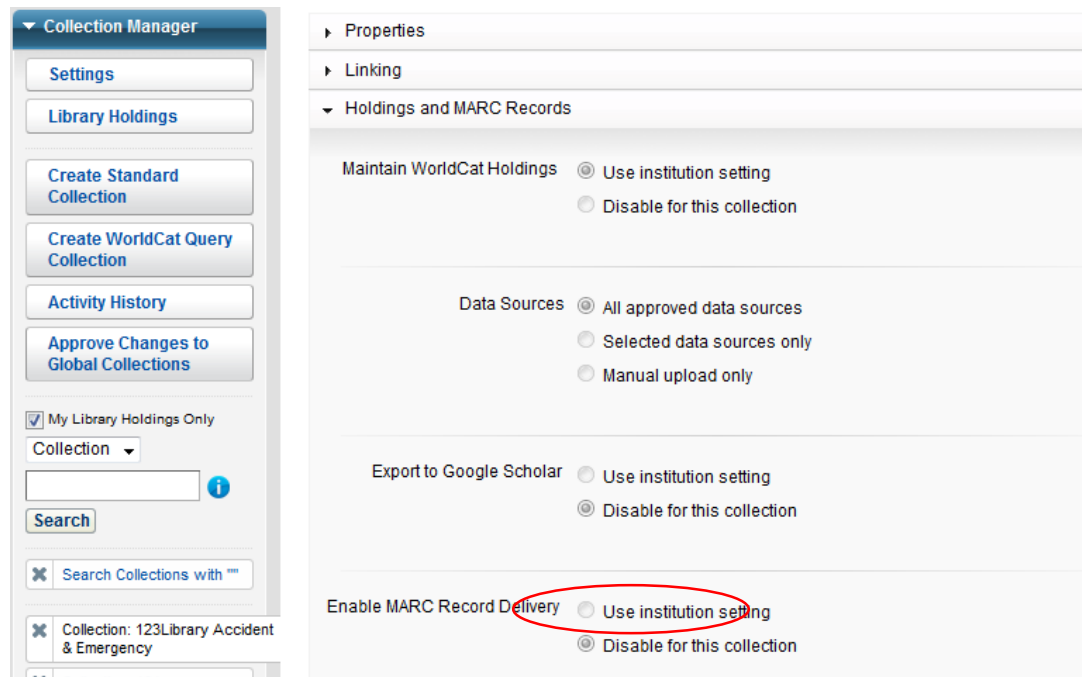 Collection Manager
Settings
Library Holdings
Create Standard
Collection
Create WorldCat Query
Collection
Activity History
Approve Changes to
Global Collections
My Library Holdings Only
Collection
Search
Search Collections with ""
Collection: 123Library Accident
& Emergency
Properties
Linking
Holdings and MARC Records
Maintain WorldCat Holdings Use institution setting
Disable for this collection
Data Sources All approved data sources
Selected data sources only
Manual upload only
Export to Google Scholar Use institution setting
Disable for this collection
Enable MARC Record Delivery Use institution setting
Disable for this collection